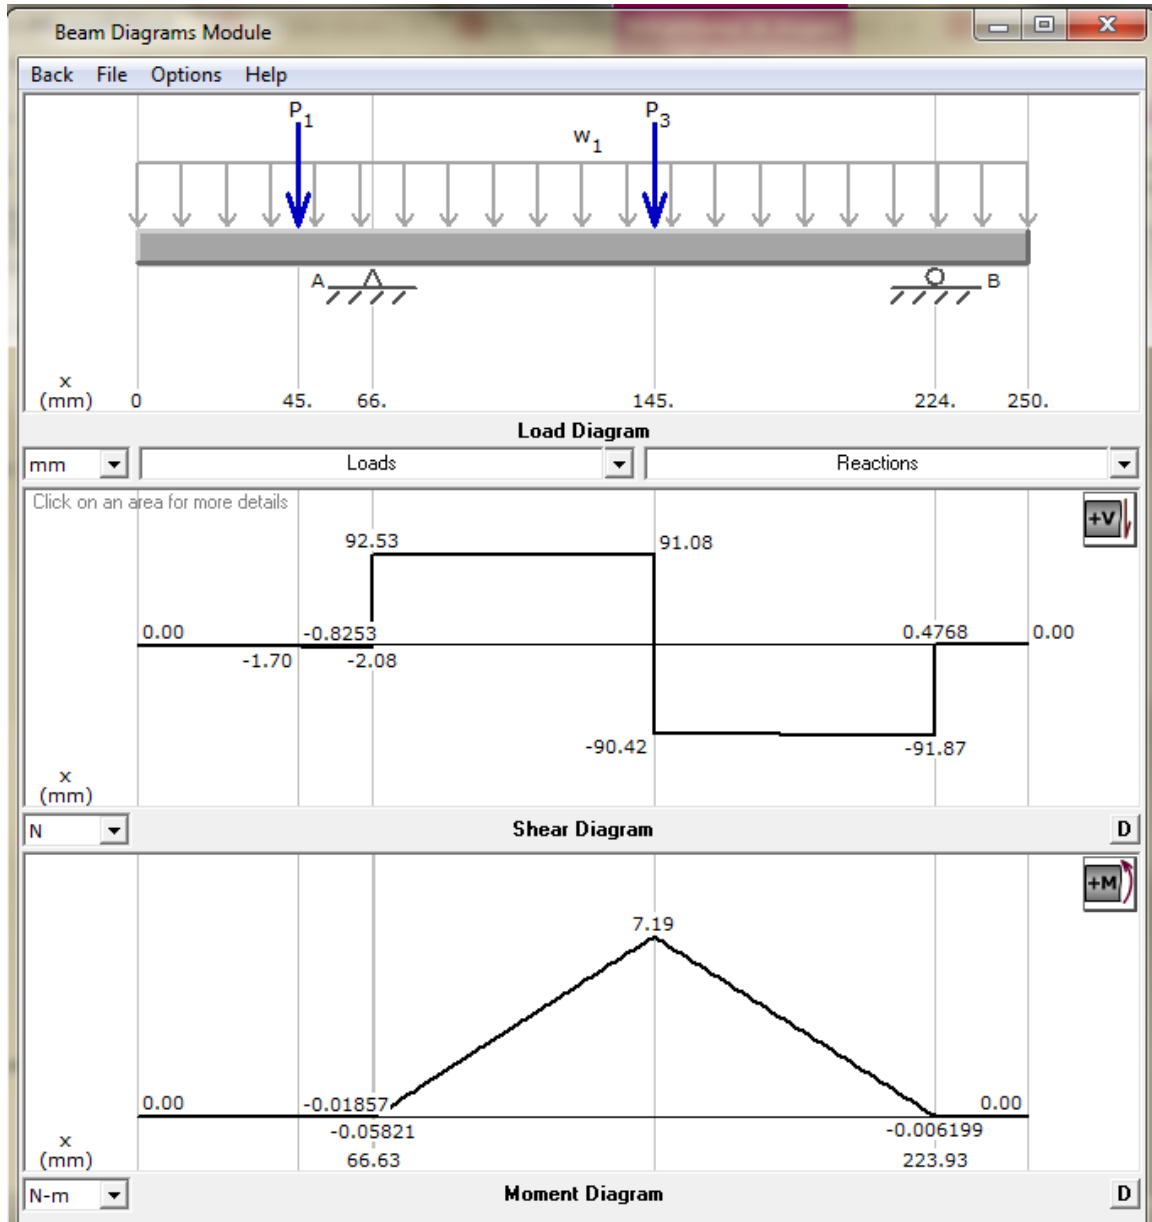 Beam Diagrams Module
Back File Options Help
P1 P3
w1
A B
x
(mm) 0 45. 66. 145. 224. 250.
Load Diagram
mm Loads Reactions
Click on an area for more details
+V
92.53 91.08
0.00 -0.8253 0.4768 0.00
-1.70 -2.08
-90.42 -91.87
x
(mm)
N Shear Diagram D
+M
7.19
0.00 -0.01857 0.00
-0.05821 -0.006199
x
(mm) 66.63 223.93
N-m Moment Diagram D